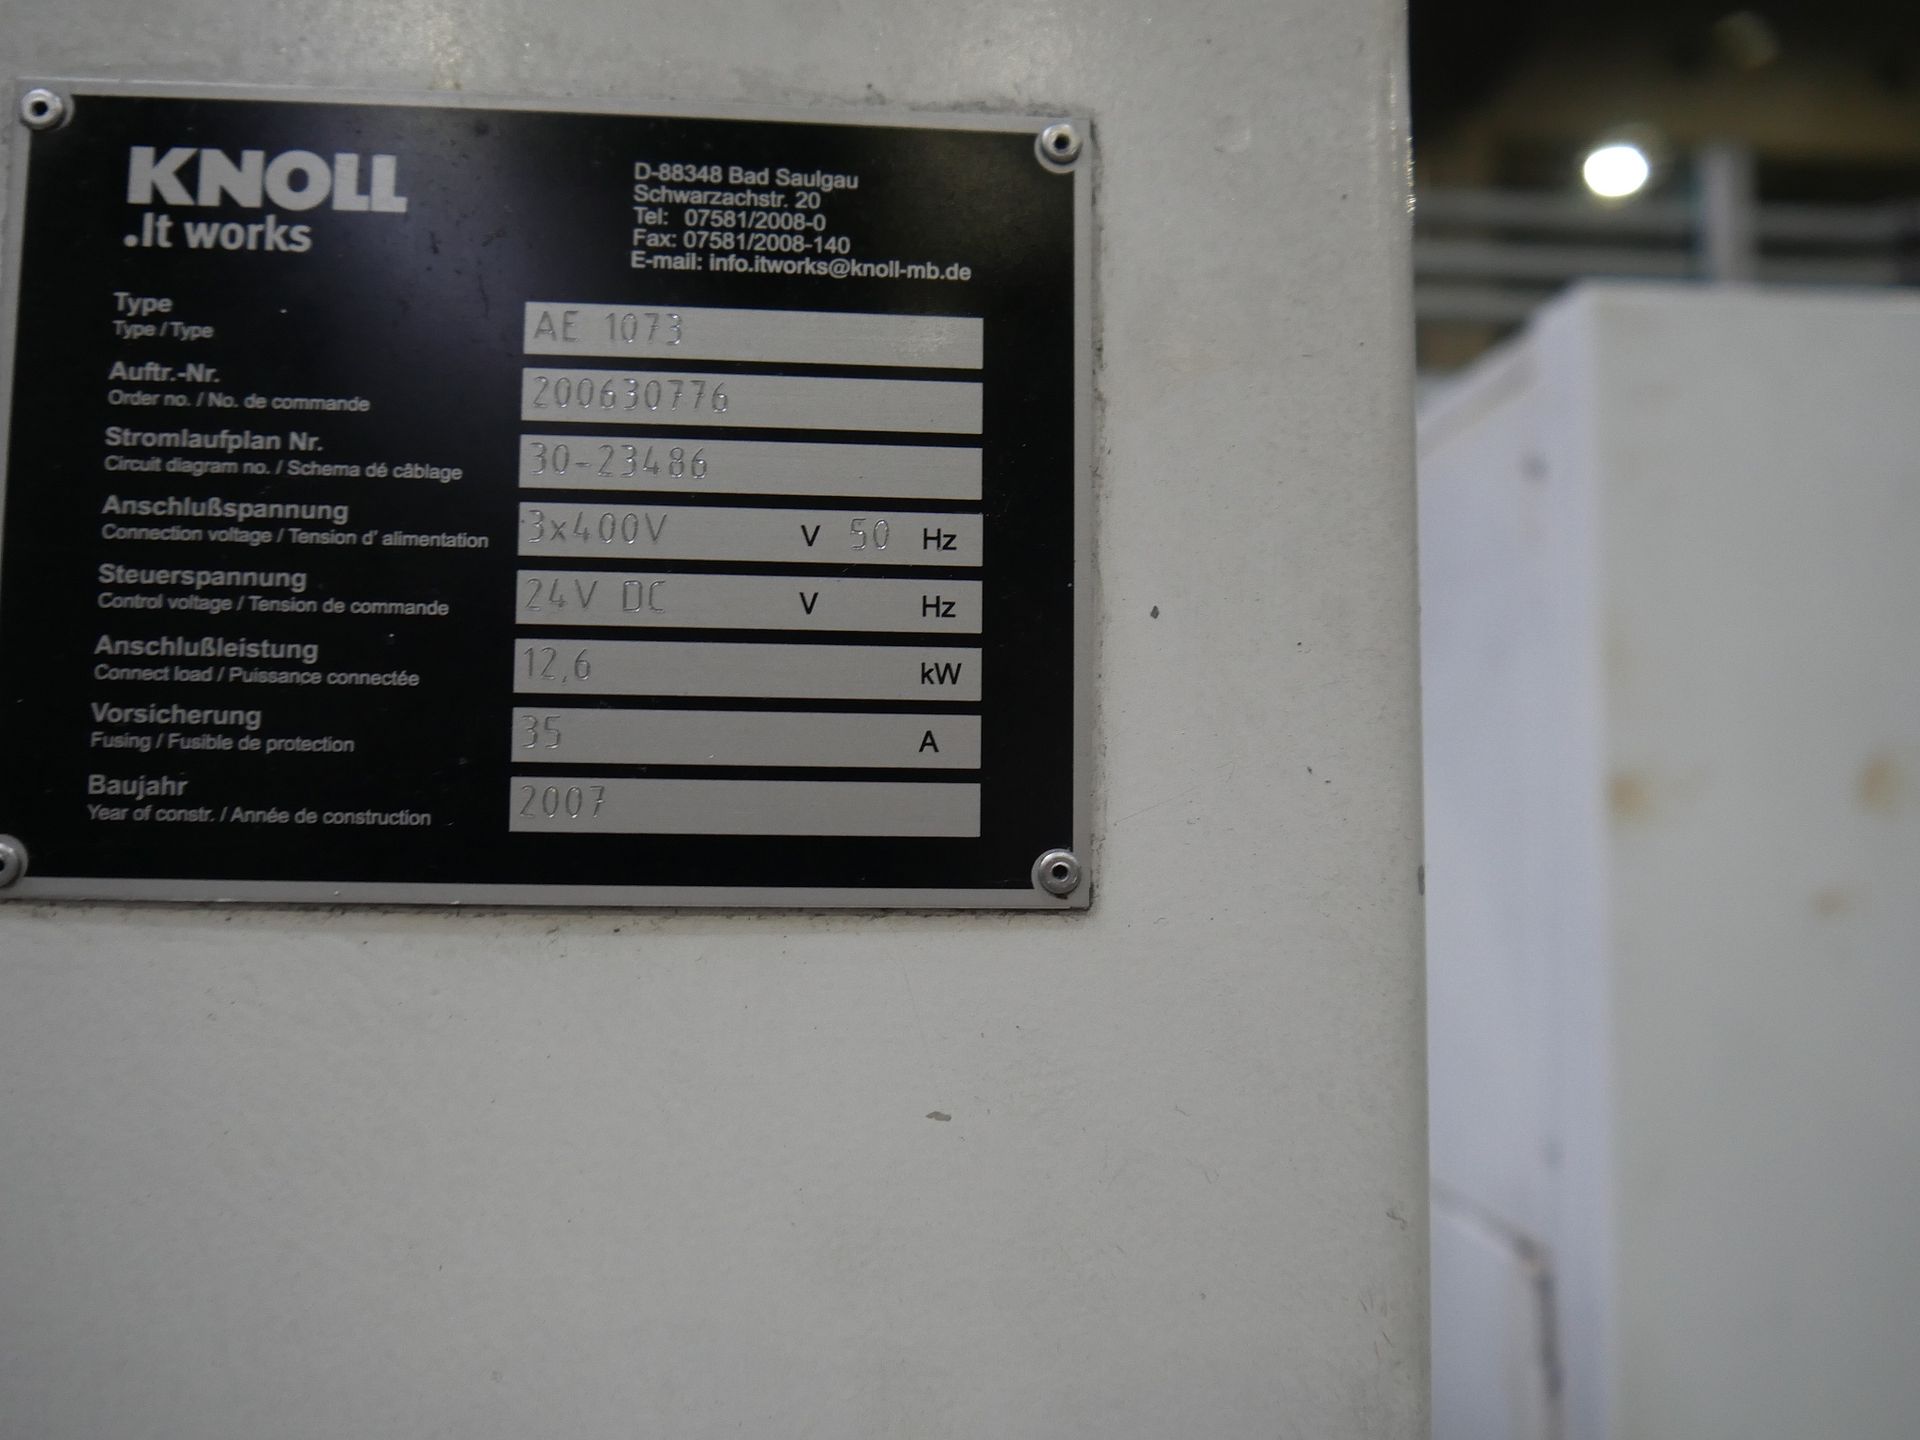 KNOLL
.It works
D-88348 Bad Saulgau
Schwarzachstr. 20
Tel: 07581/2008-0
Fax: 07581/2008-140
E-mail: info.itworks@knoll-mb.de
Type
Type / Type
AE 1073
Auftr.-Nr.
Order no. / No. de commande
200630776
Stromlaufplan Nr.
Circuit diagram no. / Schema dé câblage
30-23486
Anschlußspannung
Connection voltage / Tension d' alimentation
3x400V V 50 Hz
Steuerspannung
Control voltage / Tension de commande
24V DC V Hz
Anschlußleistung
Connect load / Puissance connectée
12,6 kW
Vorsicherung
Fusing / Fusible de protection
35 A
Baujahr
Year of constr. / Année de construction
2007